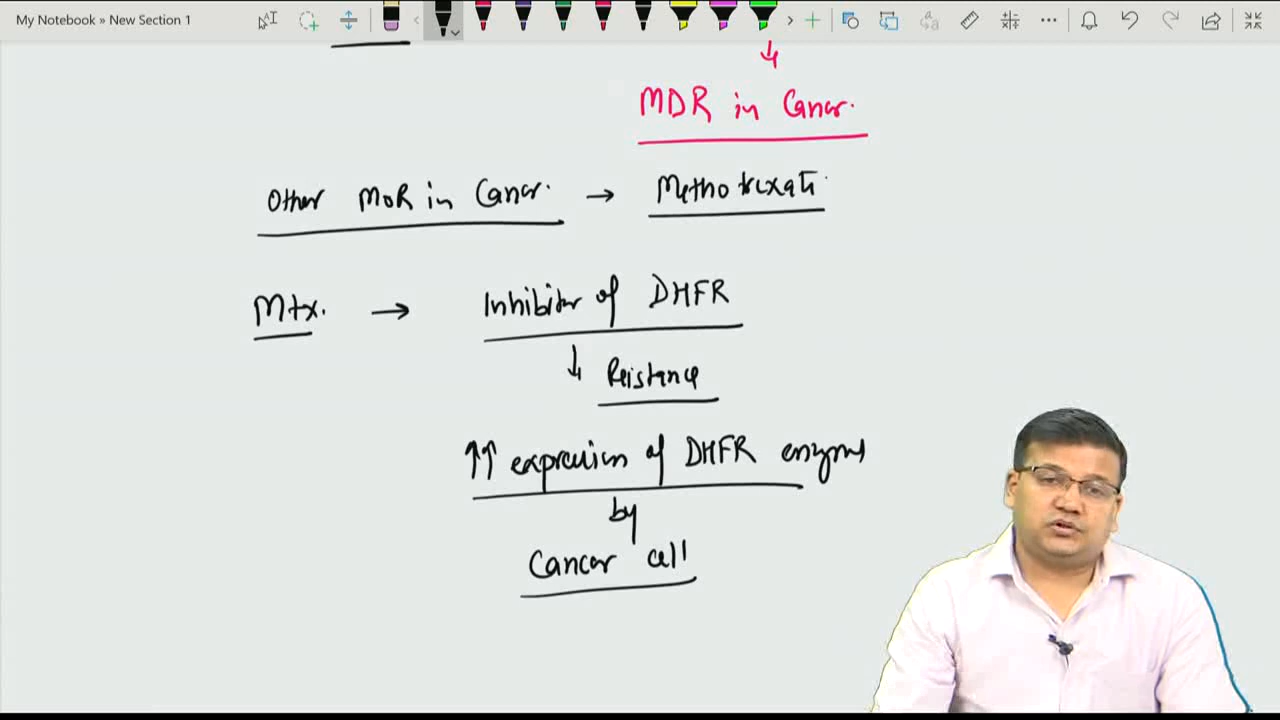 My Notebook » New Section 1
MDR in Cancer.
Other MDR in Cancer. → Methotrexate
Mtx. → Inhibitor of DHFR
↓ Reistance
↑↑ expression of DHFR enzyme
by
Cancer cell